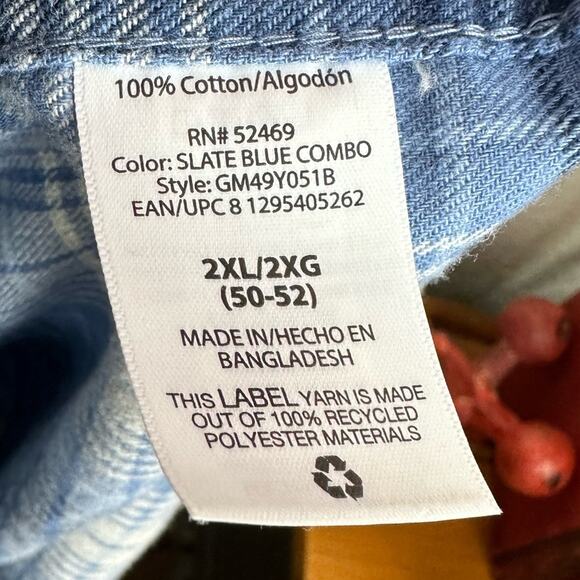 100% Cotton/Algodón
RN# 52469
Color: SLATE BLUE COMBO
Style: GM49Y051B
EAN/UPC 8 1295405262
2XL/2XG
(50-52)
MADE IN/HECHO EN
BANGLADESH
THIS LABEL YARN IS MADE
OUT OF 100% RECYCLED
POLYESTER MATERIALS